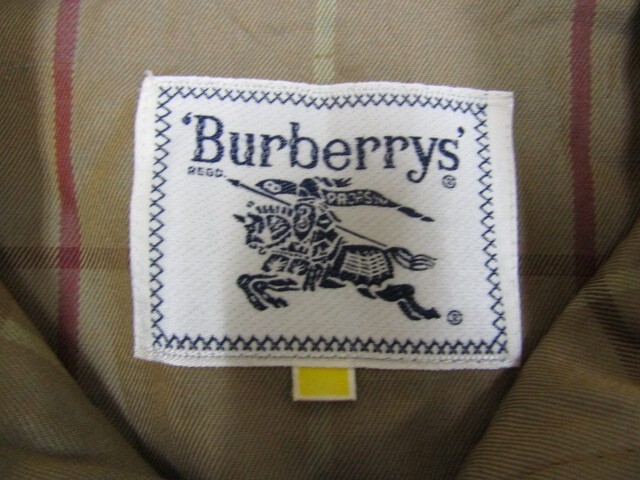 'Burberrys'
REGD.
®
PRORSUM
®